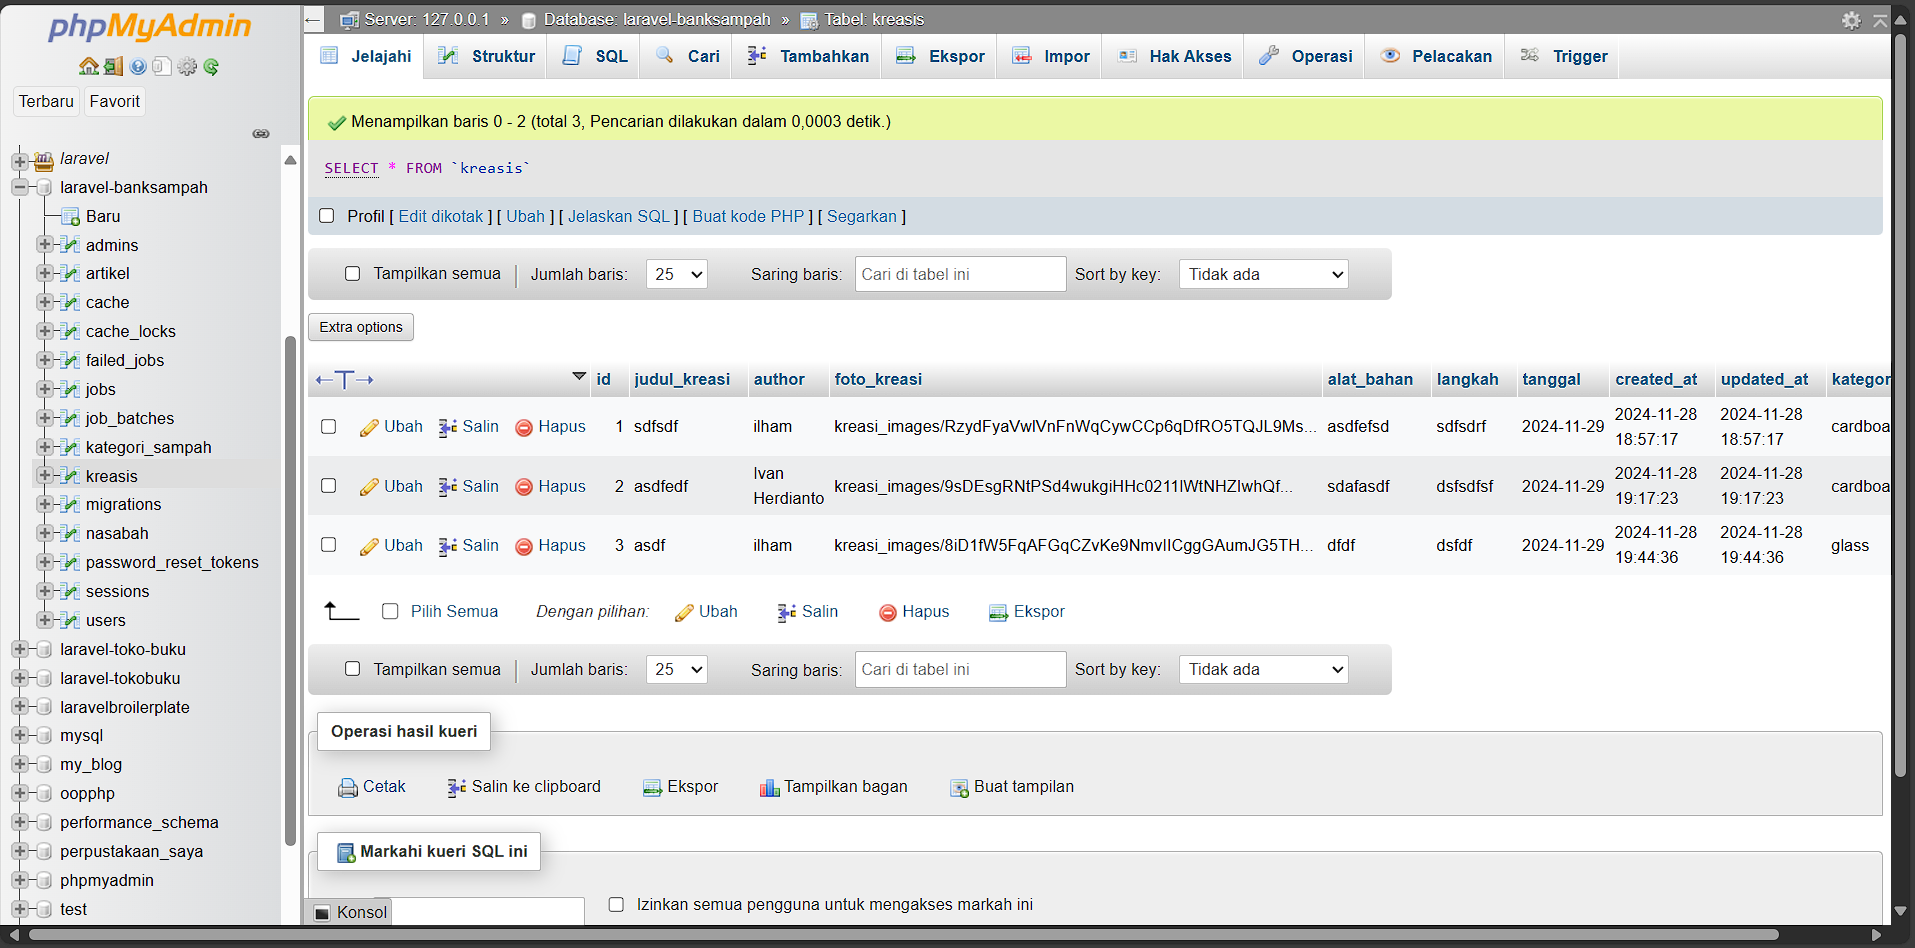 phpMyAdmin
Terbaru
Favorit
laravel
laravel-banksampah
Baru
admins
artikel
cache
cache_locks
failed_jobs
jobs
job_batches
kategori_sampah
kreasis
migrations
nasabah
password_reset_tokens
sessions
users
laravel-toko-buku
laravel-tokobuku
laravelbroilerplate
mysql
my_blog
oopphp
performance_schema
perpustakaan_saya
phpmyadmin
test
Server: 127.0.0.1 » Database: laravel-banksampah » Tabel: kreasis
Jelajahi Struktur SQL Cari Tambahkan Ekspor Impor Hak Akses Operasi Pelacakan Trigger
Menampilkan baris 0 - 2 (total 3, Pencarian dilakukan dalam 0,0003 detik.)
SELECT * FROM `kreasis`
Profil [ Edit dikotak ] [ Ubah ] [ Jelaskan SQL ] [ Buat kode PHP ] [ Segarkan ]
Tampilkan semua Jumlah baris: 25 Saring baris: Cari di tabel ini Sort by key: Tidak ada
Extra options
id judul_kreasi author foto_kreasi alat_bahan langkah tanggal created_at updated_at kategor
Ubah Salin Hapus 1 sdfsdf ilham kreasi_images/RzydFyaVwlVnFnWqCywCCp6qDfRO5TQJL9Ms... asdfefsd sdfsdrf 2024-11-29 2024-11-28 18:57:17 2024-11-28 18:57:17 cardboa
Ubah Salin Hapus 2 asdfedf Ivan Herdianto kreasi_images/9sDEsgRNtPSd4wukgiHHc0211lWtNHZIwhQf... sdafasdf dsfsdfsf 2024-11-29 2024-11-28 19:17:23 2024-11-28 19:17:23 cardboa
Ubah Salin Hapus 3 asdf ilham kreasi_images/8iD1fW5FqAFGqCZvKe9NmvIICggGAumJG5TH... dfdf dsfdf 2024-11-29 2024-11-28 19:44:36 2024-11-28 19:44:36 glass
Pilih Semua Dengan pilihan: Ubah Salin Hapus Ekspor
Tampilkan semua Jumlah baris: 25 Saring baris: Cari di tabel ini Sort by key: Tidak ada
Operasi hasil kueri
Cetak Salin ke clipboard Ekspor Tampilkan bagan Buat tampilan
Markahi kueri SQL ini
Konsol
Izinkan semua pengguna untuk mengakses markah ini